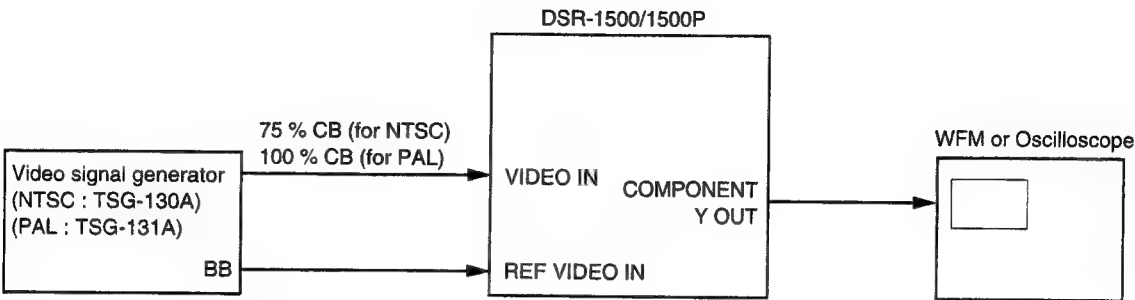 DSR-1500/1500P
75 % CB (for NTSC)
100 % CB (for PAL)
WFM or Oscilloscope
Video signal generator
(NTSC : TSG-130A)
(PAL : TSG-131A)
BB
VIDEO IN
COMPONENT
Y OUT
REF VIDEO IN